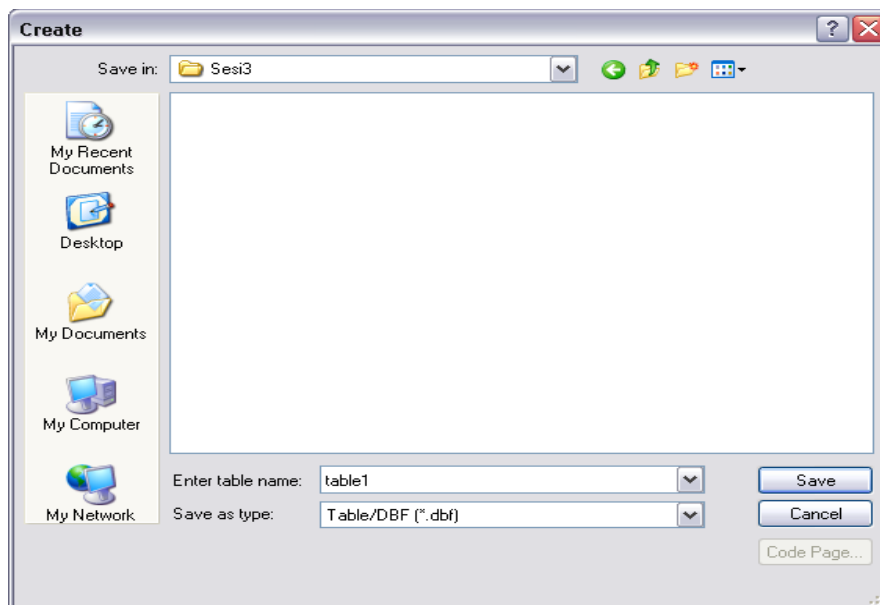 Create
Save in: Sesi3
My Recent
Documents
Desktop
My Documents
My Computer
My Network
Enter table name: table1
Save as type: Table/DBF (*.dbf)
Save
Cancel
Code Page...